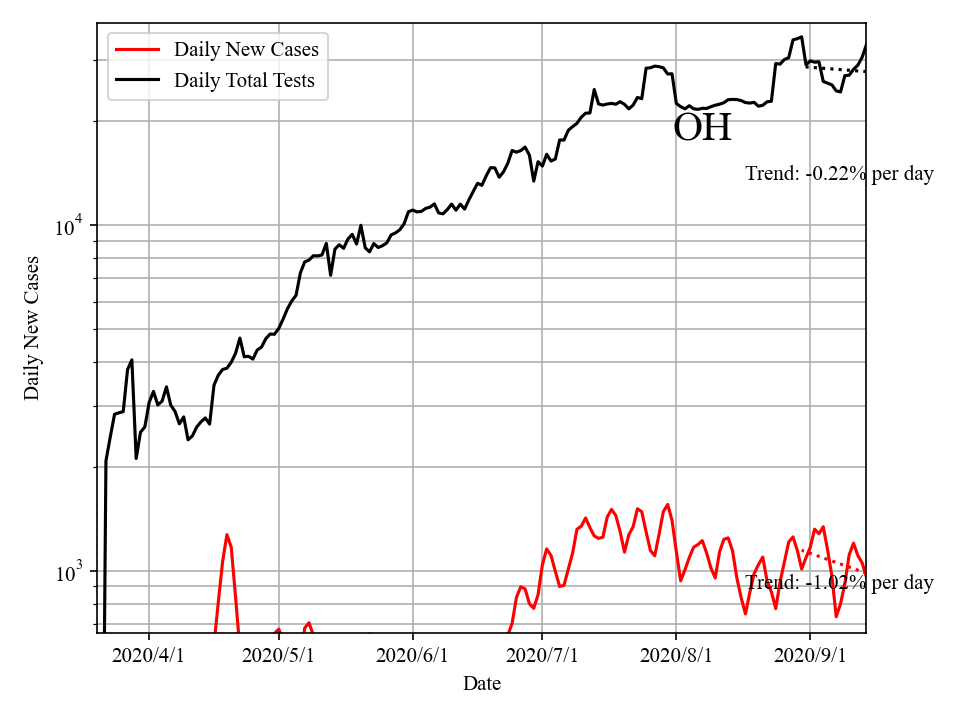 Daily New Cases
Daily Total Tests
OH
Trend: -0.22% per day
10^4
Daily New Cases
10^3
Trend: -1.02% per day
2020/4/1 2020/5/1 2020/6/1 2020/7/1 2020/8/1 2020/9/1
Date